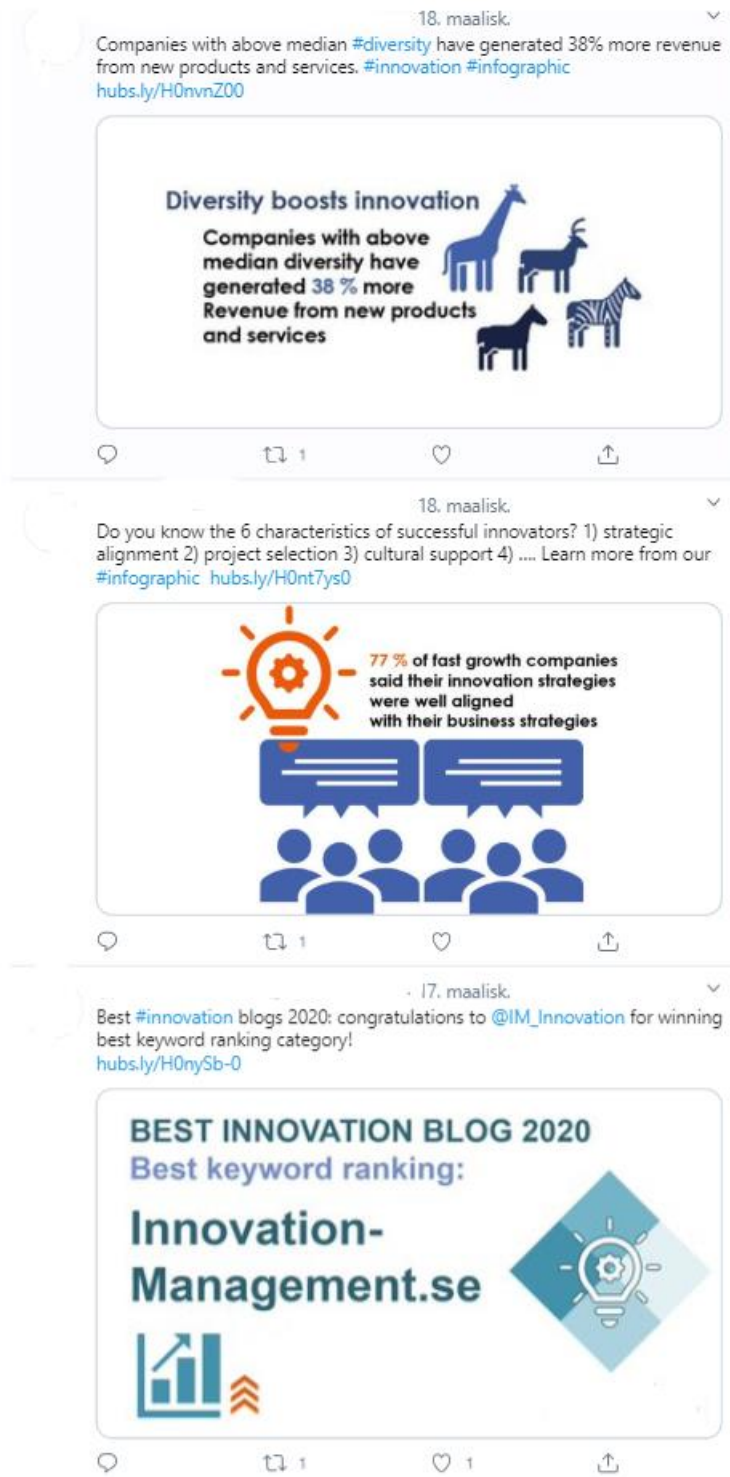 18. maalisk.
Companies with above median #diversity have generated 38% more revenue
from new products and services. #innovation #infographic
hubs.ly/H0nvnZ00
Diversity boosts innovation
Companies with above
median diversity have
generated 38 % more
Revenue from new products
and services
1
18. maalisk.
Do you know the 6 characteristics of successful innovators? 1) strategic
alignment 2) project selection 3) cultural support 4) .... Learn more from our
#infographic hubs.ly/H0nt7ys0
77 % of fast growth companies
said their innovation strategies
were well aligned
with their business strategies
1
· 17. maalisk.
Best #innovation blogs 2020: congratulations to @IM_Innovation for winning
best keyword ranking category!
hubs.ly/H0nySb-0
BEST INNOVATION BLOG 2020
Best keyword ranking:
Innovation-
Management.se
1 1